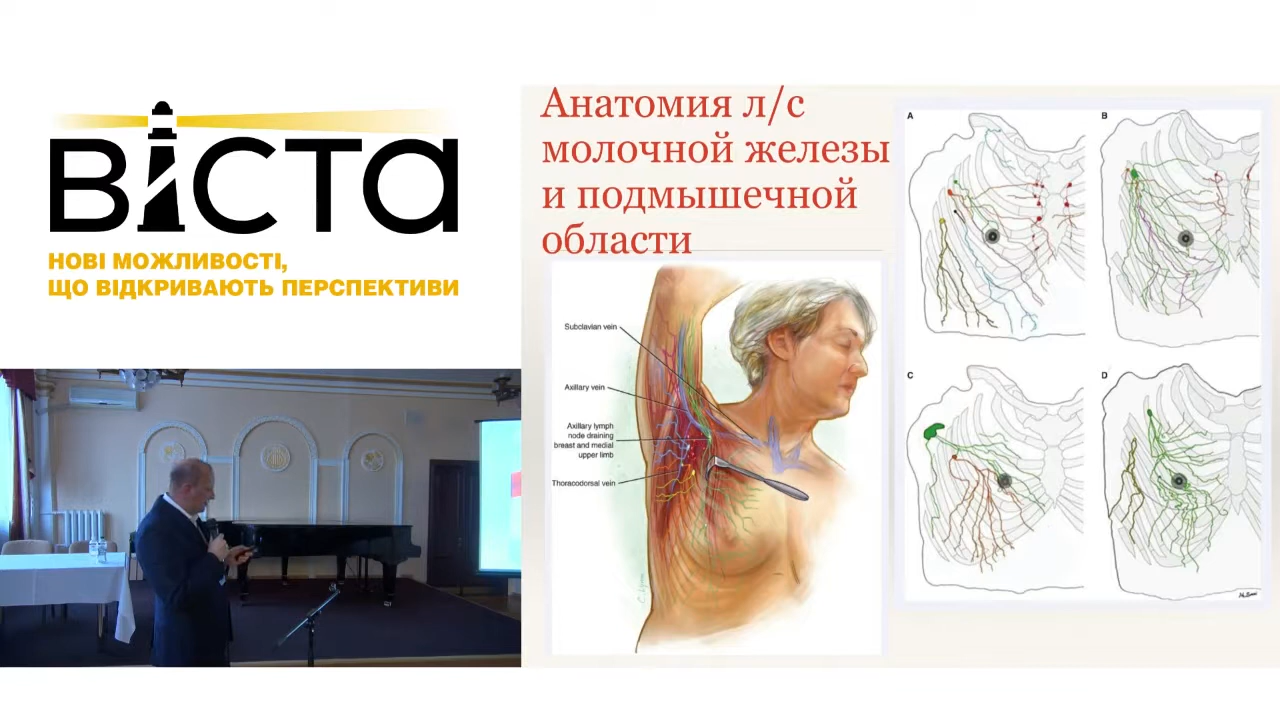 ВІСТА
НОВІ МОЖЛИВОСТІ,
ЩО ВІДКРИВАЮТЬ ПЕРСПЕКТИВИ
Анатомия л/с
молочной железы
и подмышечной
области
Subclavian vein
Axillary vein
Axillary lymph
node draining
breast and medial
upper limb
Thoracodorsal vein
A
B
C
D